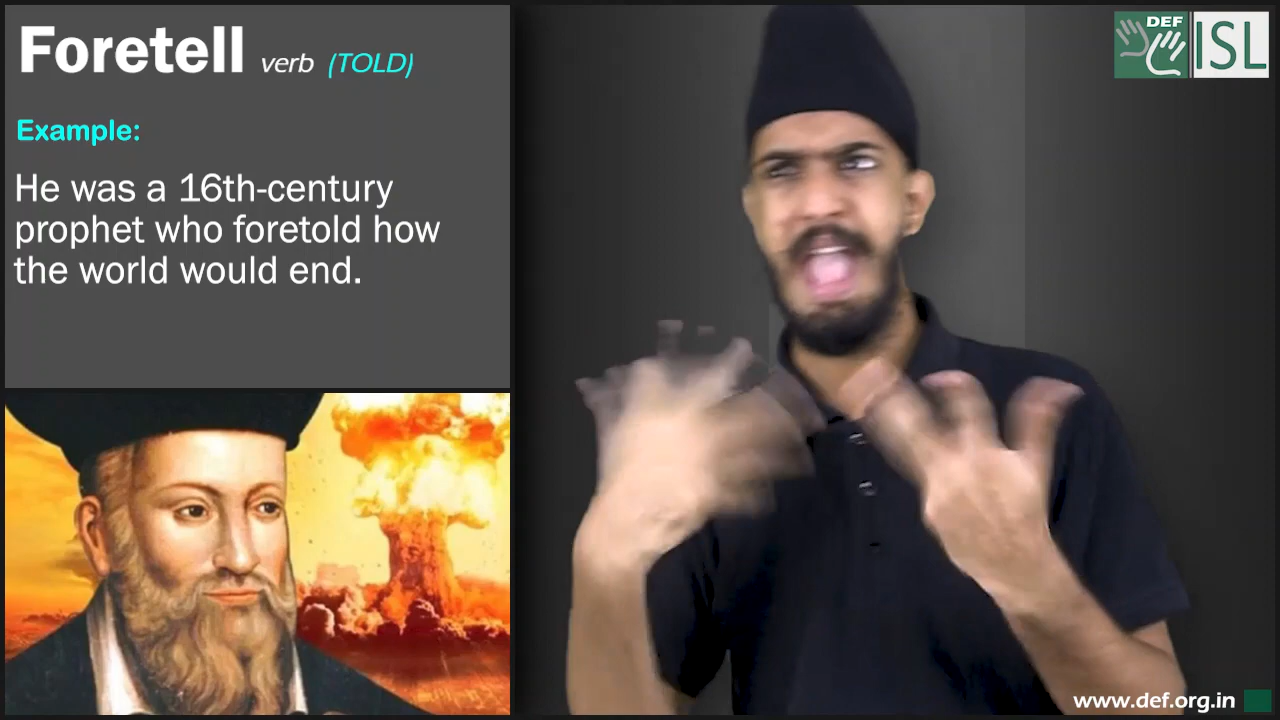 Foretell verb (TOLD)
Example:
He was a 16th-century
prophet who foretold how
the world would end.
DEF
ISL
www.def.org.in